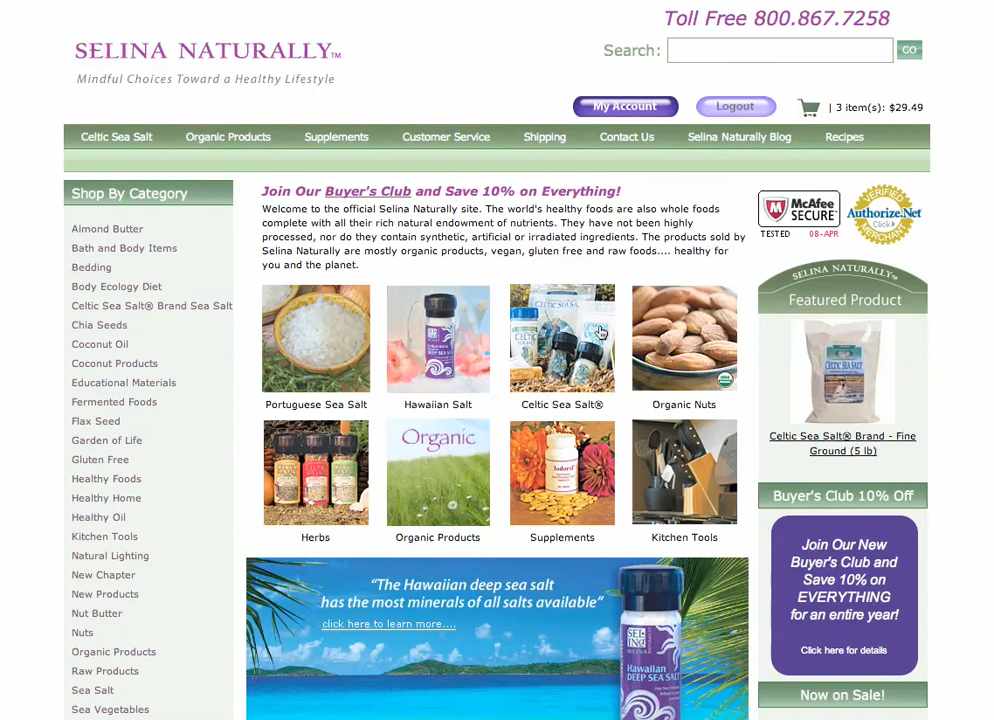 Toll Free 800.867.7258
SELINA NATURALLY™
Mindful Choices Toward a Healthy Lifestyle
Search:
GO
My Account
Logout
| 3 item(s): $29.49
Celtic Sea Salt
Organic Products
Supplements
Customer Service
Shipping
Contact Us
Selina Naturally Blog
Recipes
Shop By Category
Almond Butter
Bath and Body Items
Bedding
Body Ecology Diet
Celtic Sea Salt® Brand Sea Salt
Chia Seeds
Coconut Oil
Coconut Products
Educational Materials
Fermented Foods
Flax Seed
Garden of Life
Gluten Free
Healthy Foods
Healthy Home
Healthy Oil
Kitchen Tools
Natural Lighting
New Chapter
New Products
Nut Butter
Nuts
Organic Products
Raw Products
Sea Salt
Sea Vegetables
Join Our Buyer's Club and Save 10% on Everything!
Welcome to the official Selina Naturally site. The world's healthy foods are also whole foods
complete with all their rich natural endowment of nutrients. They have not been highly
processed, nor do they contain synthetic, artificial or irradiated ingredients. The products sold by
Selina Naturally are mostly organic products, vegan, gluten free and raw foods.... healthy for
you and the planet.
Portuguese Sea Salt
Hawaiian Salt
Celtic Sea Salt®
Organic Nuts
Organic
Iodoral
Herbs
Organic Products
Supplements
Kitchen Tools
“The Hawaiian deep sea salt
has the most minerals of all salts available”
click here to learn more....
SEL
INA
SELINA
Hawaiian
DEEP SEA SALT
McAfee
SECURE
TESTED 08-APR
VERIFIED
Authorize.Net
Click
MERCHANT
SELINA NATURALLY™
Featured Product
CELTIC SEA SALT
Celtic Sea Salt® Brand - Fine
Ground (5 lb)
Buyer's Club 10% Off
Join Our New
Buyer's Club and
Save 10% on
EVERYTHING
for an entire year!
Click here for details
Now on Sale!